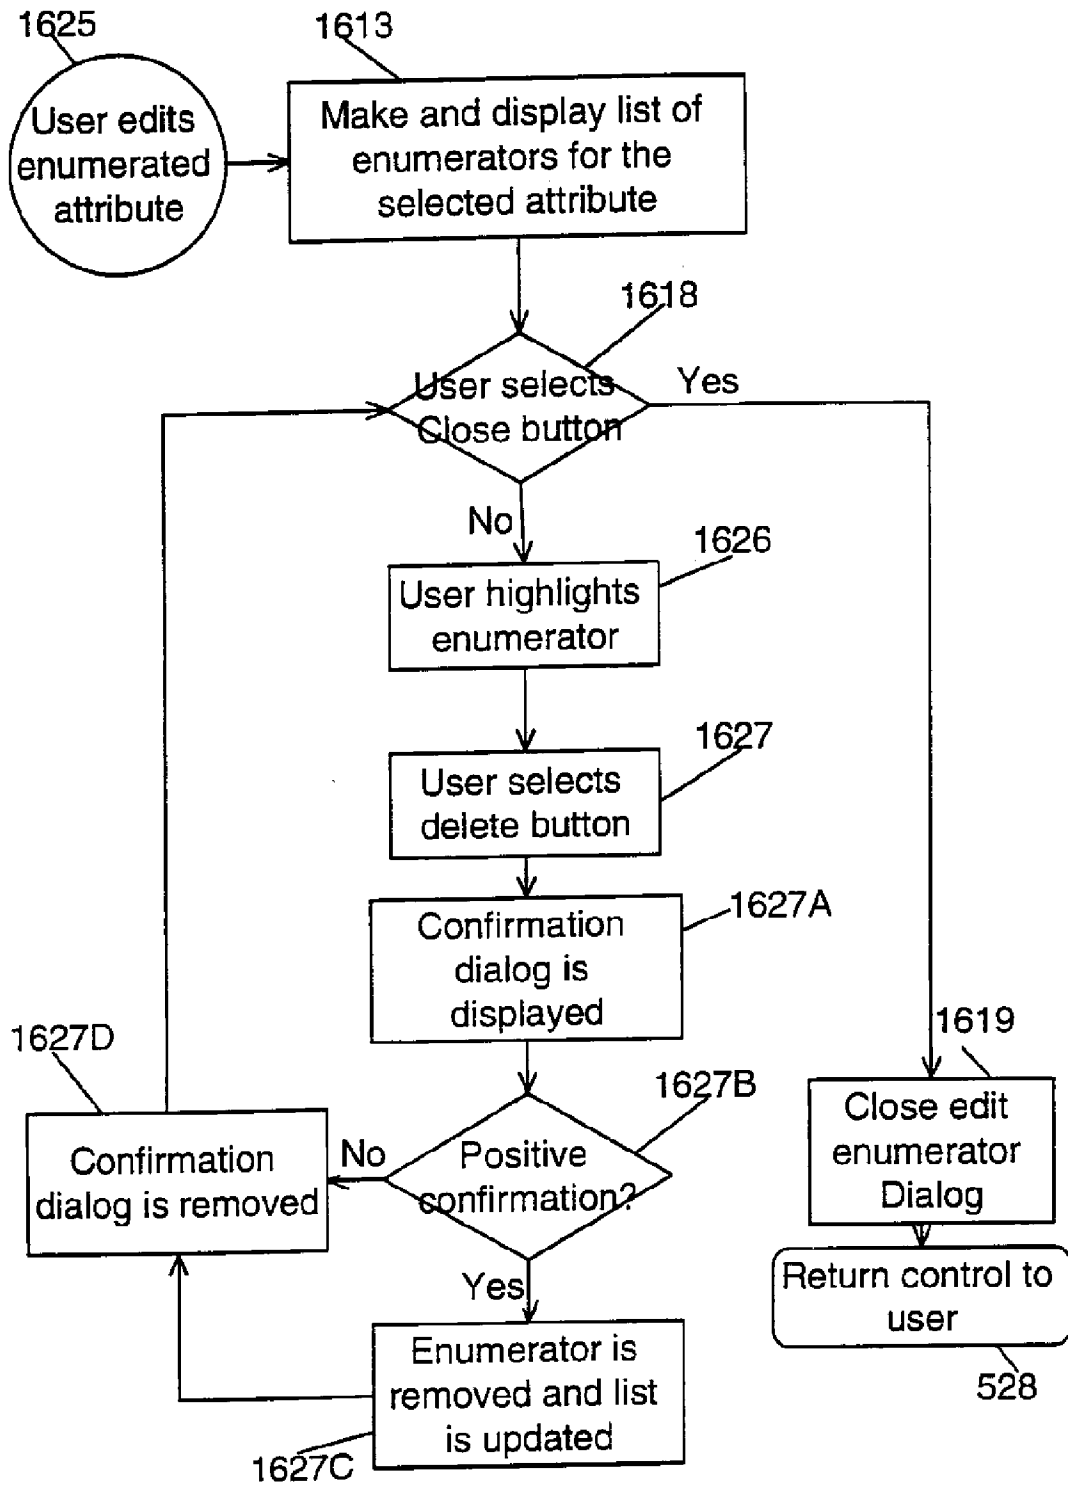 1625
1613
User edits
enumerated
attribute
Make and display list of
enumerators for the
selected attribute
1618
User selects
Close button
Yes
No
1626
User highlights
enumerator
1627
User selects
delete button
1627A
Confirmation
dialog is
displayed
1627D
1619
1627B
Close edit
enumerator
Dialog
Confirmation
dialog is removed
No
Positive
confirmation?
Return control to
user
Yes
528
Enumerator is
removed and list
is updated
1627C